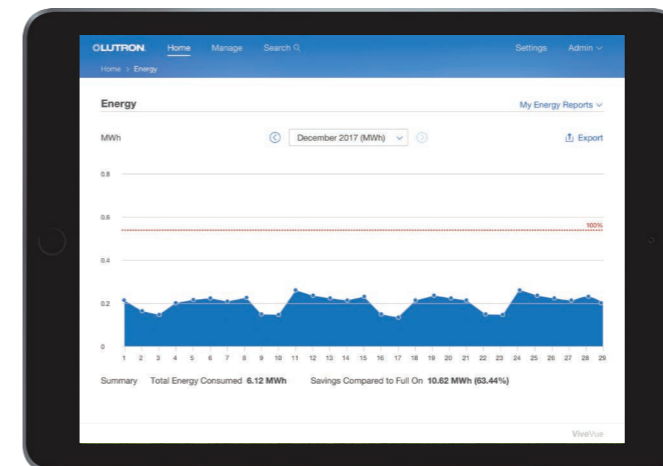 LUTRON Home Manage Search Settings Admin
Home > Energy
Energy My Energy Reports
MWh December 2017 (MWh) Export
0.8
0.6
100%
0.4
0.2
0
1 2 3 4 5 6 7 8 9 10 11 12 13 14 15 16 17 18 19 20 21 22 23 24 25 26 27 28 29
Summary Total Energy Consumed 6.12 MWh Savings Compared to Full On 10.62 MWh (63.44%)
ViveVue